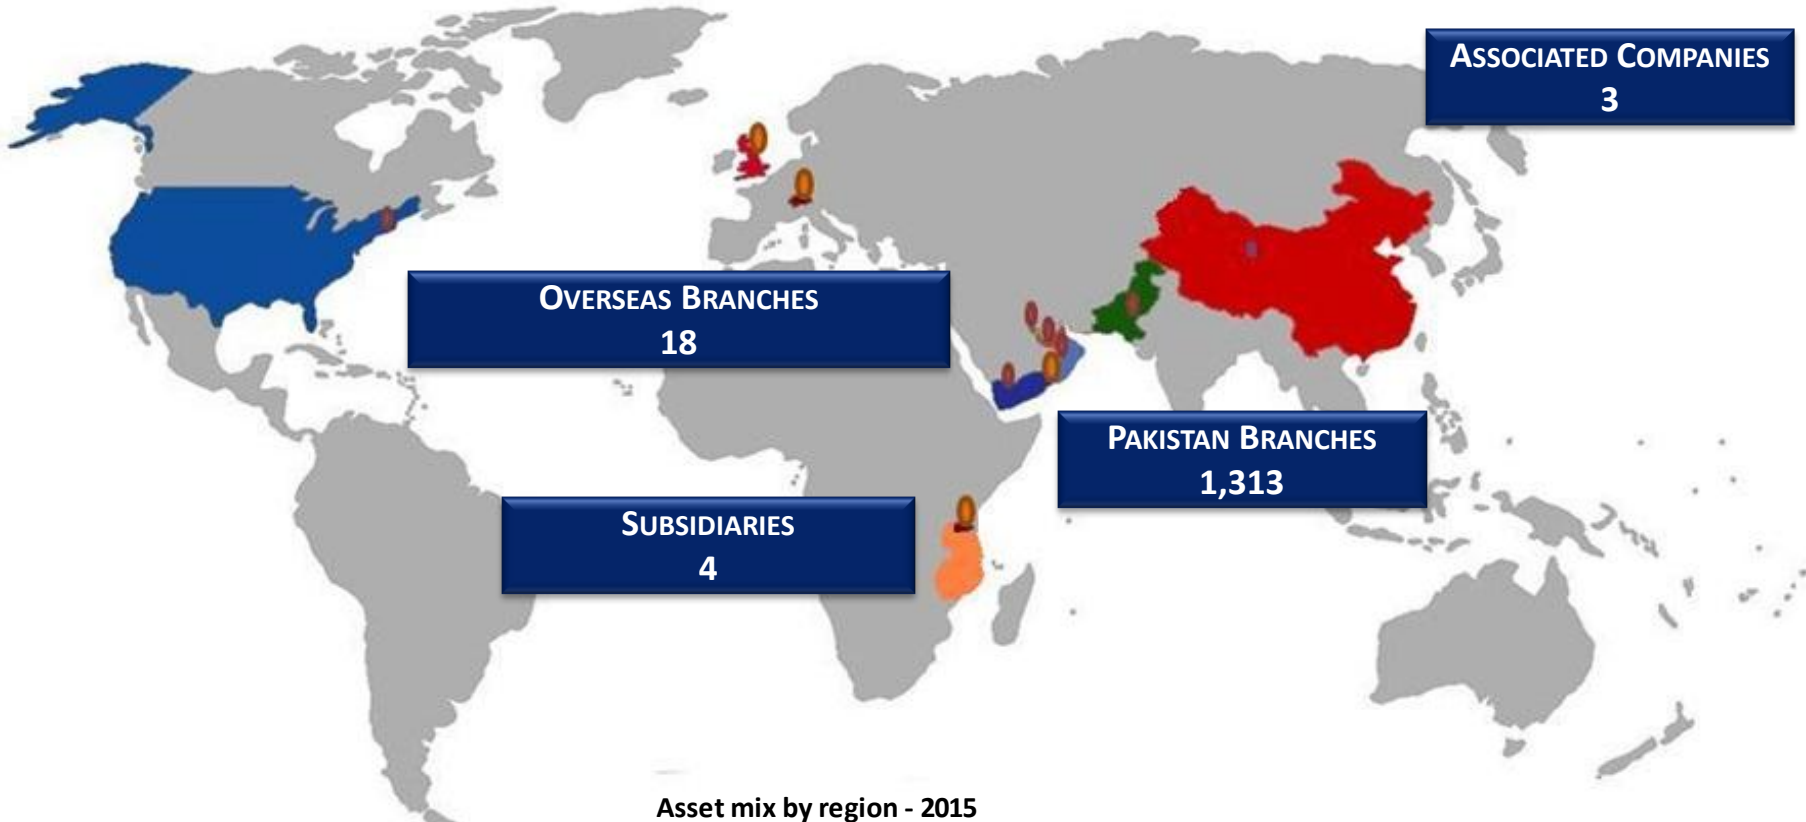 ASSOCIATED COMPANIES
3
OVERSEAS BRANCHES
18
PAKISTAN BRANCHES
1,313
SUBSIDIARIES
4
Asset mix by region - 2015